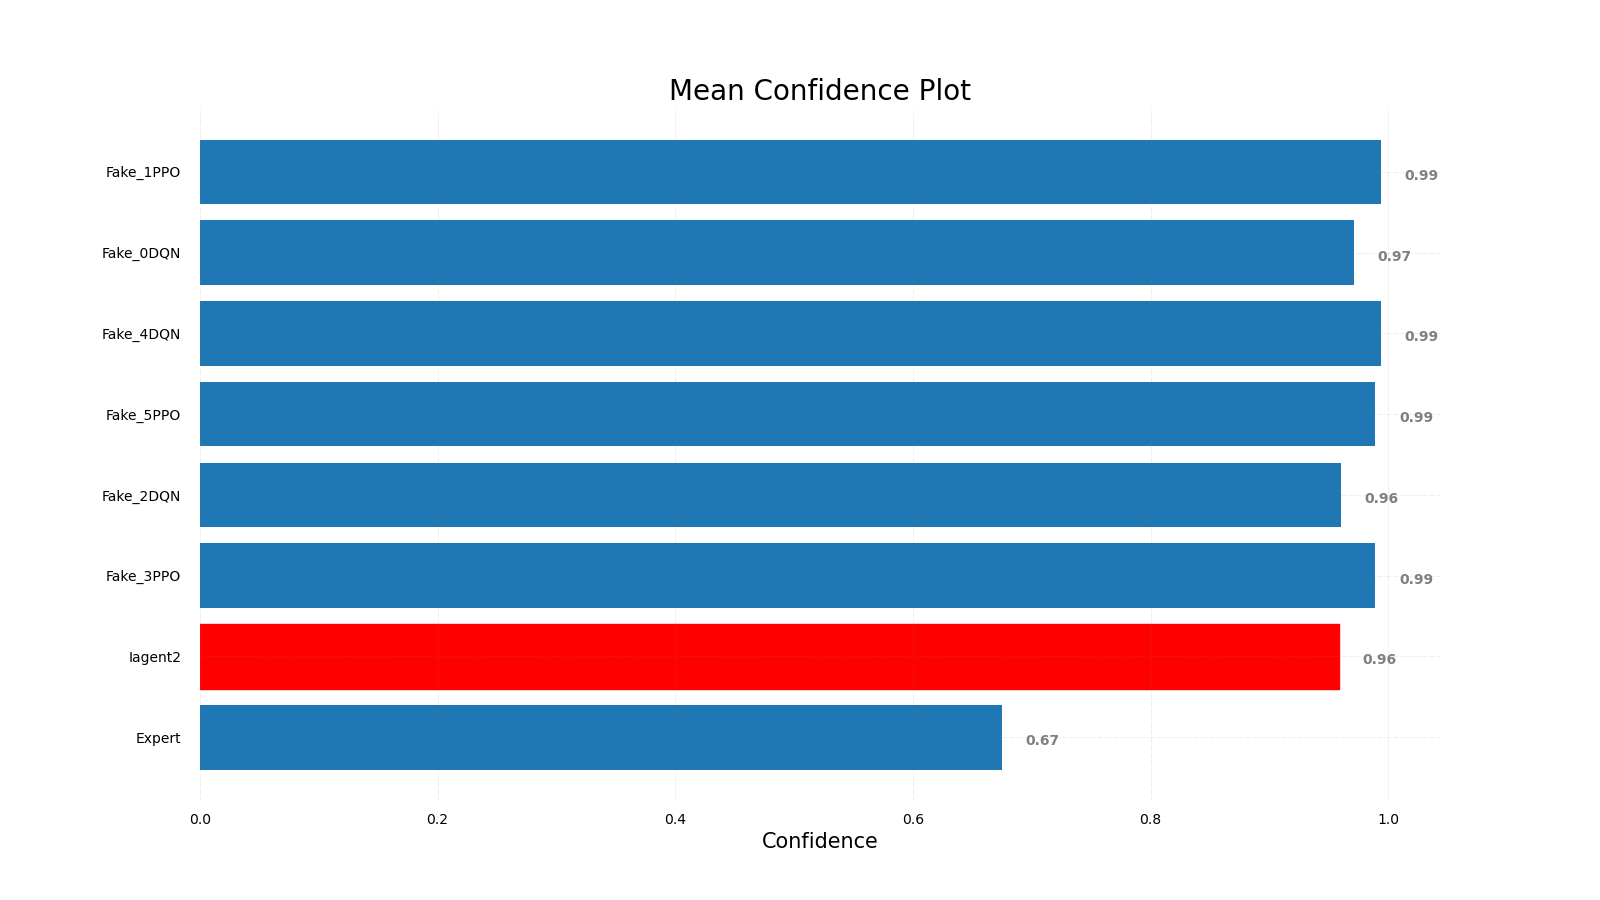 Mean Confidence Plot
Fake_1PPO 0.99
Fake_0DQN 0.97
Fake_4DQN 0.99
Fake_5PPO 0.99
Fake_2DQN 0.96
Fake_3PPO 0.99
Iagent2 0.96
Expert 0.67
0.0 0.2 0.4 0.6 0.8 1.0
Confidence